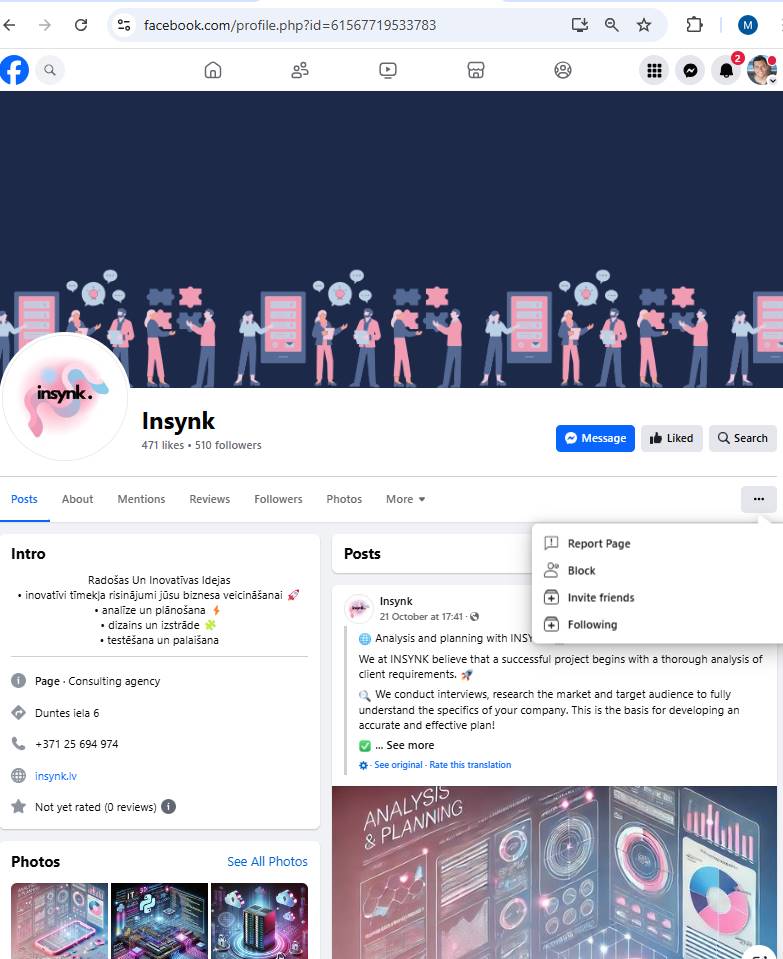 facebook.com/profile.php?id=61567719533783
M
2
insynk.
Insynk
471 likes • 510 followers
Message
Liked
Search
Posts
About
Mentions
Reviews
Followers
Photos
More
Report Page
Block
Invite friends
Following
Intro
Radošas Un Inovatīvas Idejas
• inovatīvi tīmekļa risinājumi jūsu biznesa veicināšanai 🚀
• analīze un plānošana ⚡
• dizains un izstrāde 🧩
• testēšana un palaišana
Page · Consulting agency
Duntes iela 6
+371 25 694 974
insynk.lv
Not yet rated (0 reviews)
Photos
See All Photos
IT
Posts
Insynk
21 October at 17:41 ·
🌐 Analysis and planning with INSY
We at INSYNK believe that a successful project begins with a thorough analysis of
client requirements. 🚀
🔍 We conduct interviews, research the market and target audience to fully
understand the specifics of your company. This is the basis for developing an
accurate and effective plan!
✅ ... See more
· See original · Rate this translation
ANALYSIS
& PLANNING